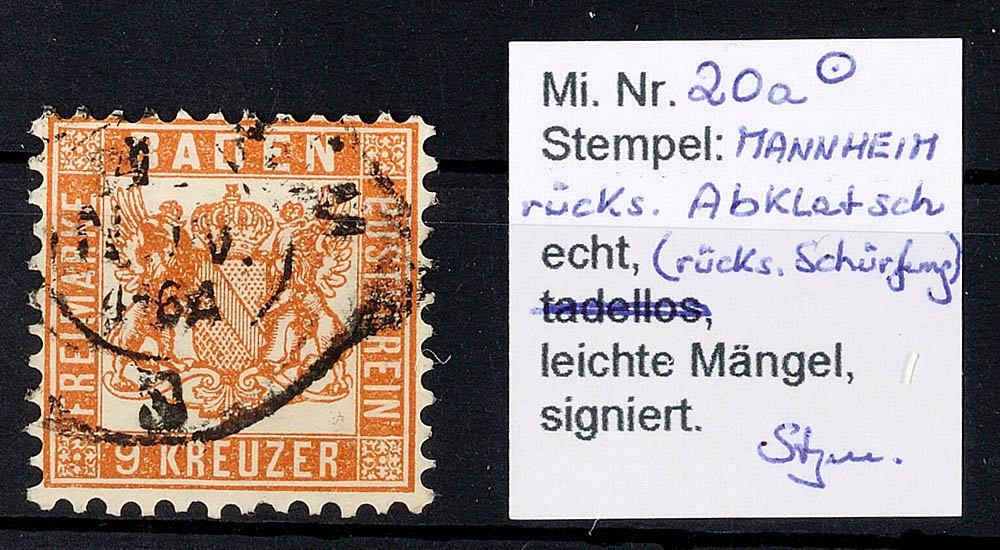 BADEN
FREIMARKE
POSTVEREIN
9 KREUZER
Mi. Nr. 20a
Stempel: MANNHEIM
rücks. Abklatsch
echt, (rücks. Schürfung)
tadellos,
leichte Mängel,
signiert.